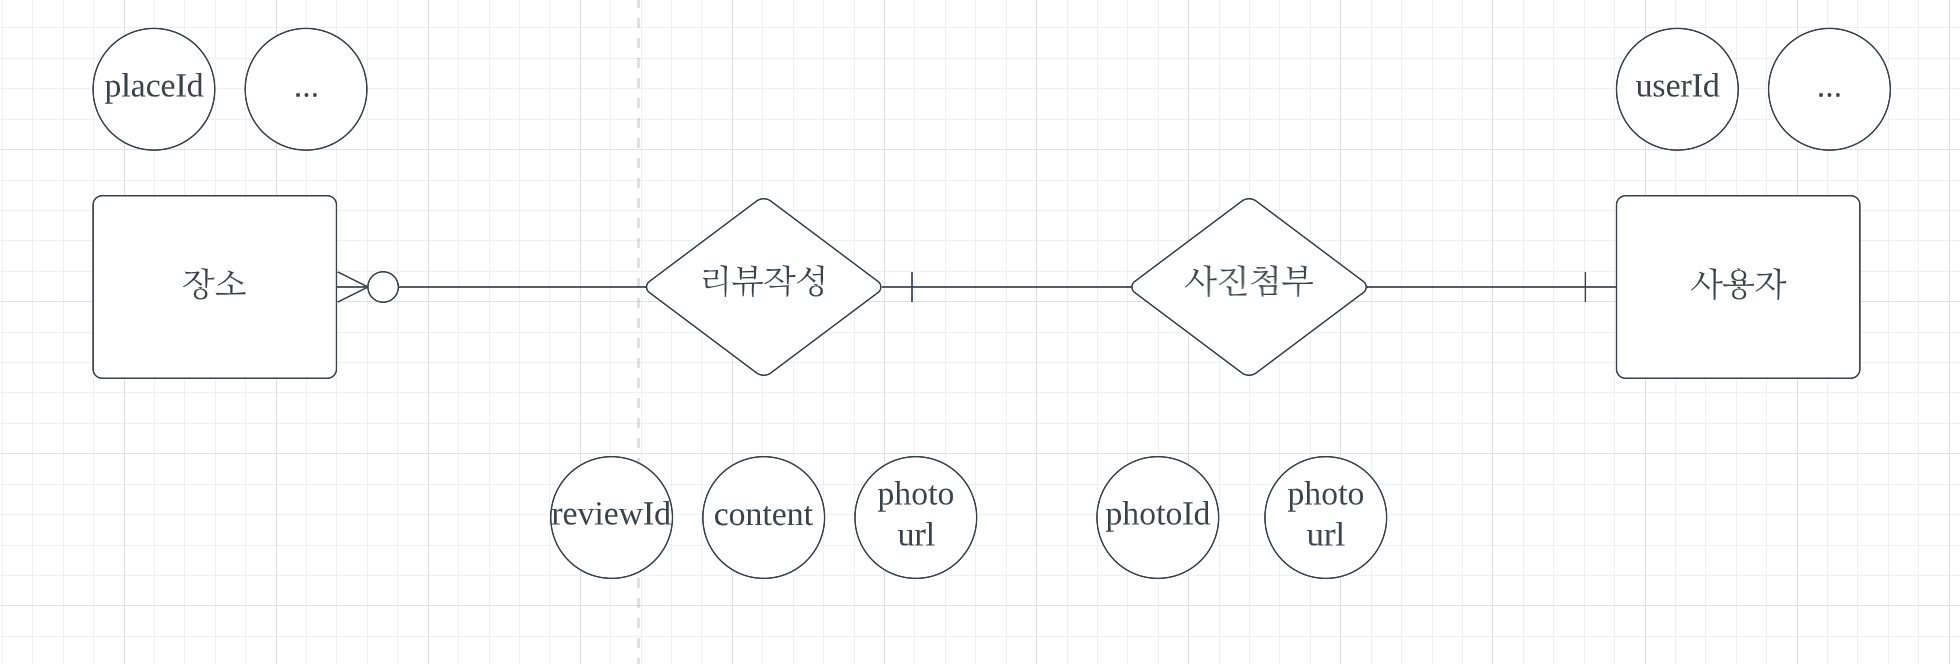 placeId
...
userId
...
장소
리뷰작성
사진첨부
사용자
reviewId
content
photo
url
photoId
photo
url